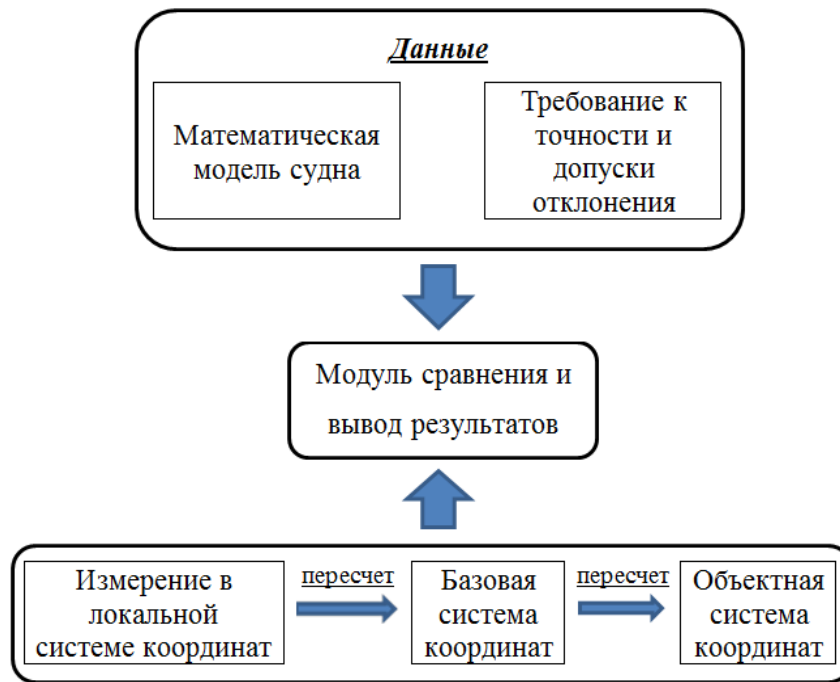 Данные
Математическая
модель судна
Требование к
точности и
допуски
отклонения
Модуль сравнения и
вывод результатов
Измерение в
локальной
системе координат
пересчет
Базовая
система
координат
пересчет
Объектная
система
координат